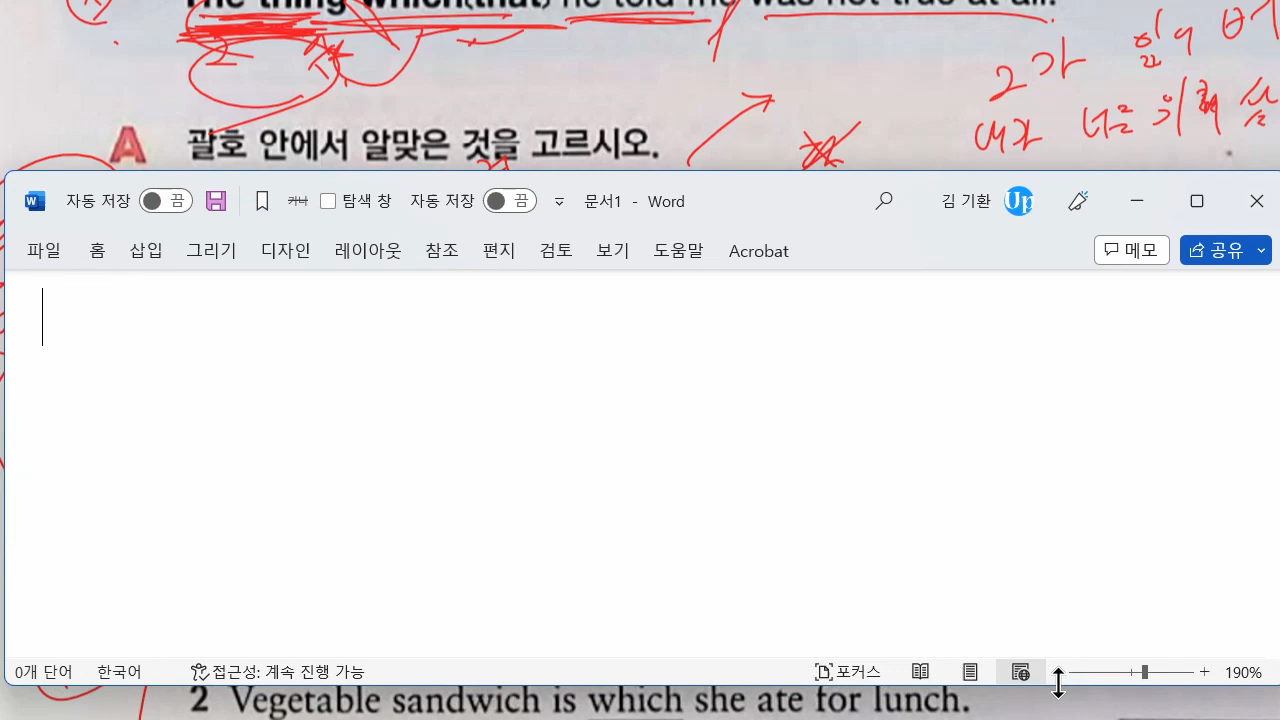 The thing which(that) he told me was not true at all.
그가
내가 너를 위해
A 괄호 안에서 알맞은 것을 고르시오.
자동 저장 끔 가나 탐색 창 자동 저장 끔 문서1 - Word 김 기환 Up
파일 홈 삽입 그리기 디자인 레이아웃 참조 편지 검토 보기 도움말 Acrobat 메모 공유
0개 단어 한국어 접근성: 계속 진행 가능 포커스 190%
2 Vegetable sandwich is which she ate for lunch.